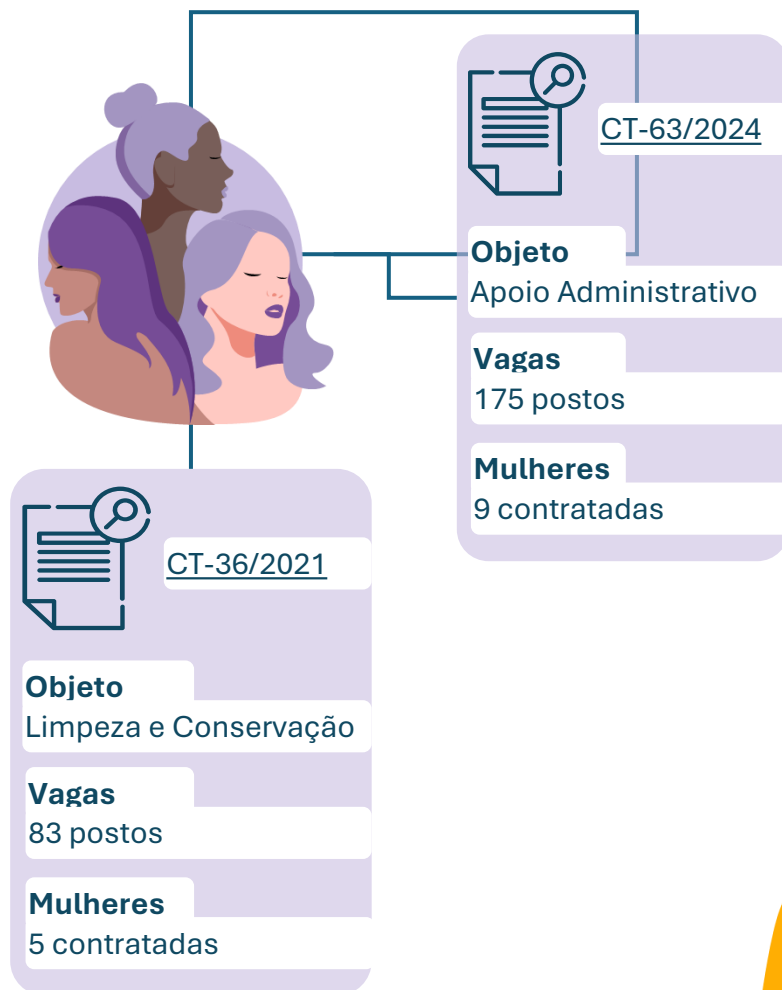 CT-63/2024
Objeto
Apoio Administrativo
Vagas
175 postos
Mulheres
9 contratadas
CT-36/2021
Objeto
Limpeza e Conservação
Vagas
83 postos
Mulheres
5 contratadas